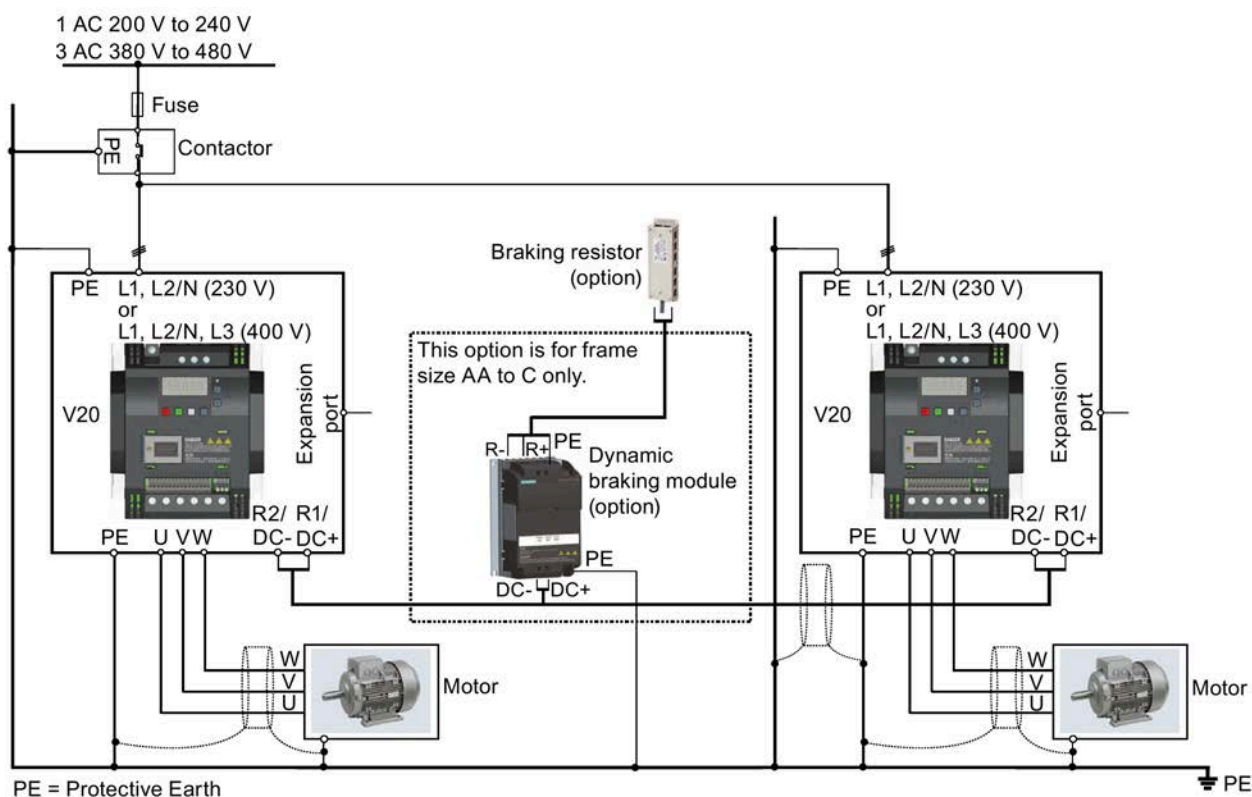 1 AC 200 V to 240 V
3 AC 380 V to 480 V
Fuse
PE
Contactor
Braking resistor
(option)
PE
L1, L2/N (230 V)
or
L1, L2/N, L3 (400 V)
V20
Expansion
port
R2/
DC-
R1/
DC+
PE
U
V
W
This option is for frame
size AA to C only.
R-
R+
PE
Dynamic
braking module
(option)
PE
DC-
DC+
PE
L1, L2/N (230 V)
or
L1, L2/N, L3 (400 V)
V20
Expansion
port
R2/
DC-
R1/
DC+
PE
U
V
W
W
V
U
Motor
W
V
U
Motor
PE = Protective Earth
PE